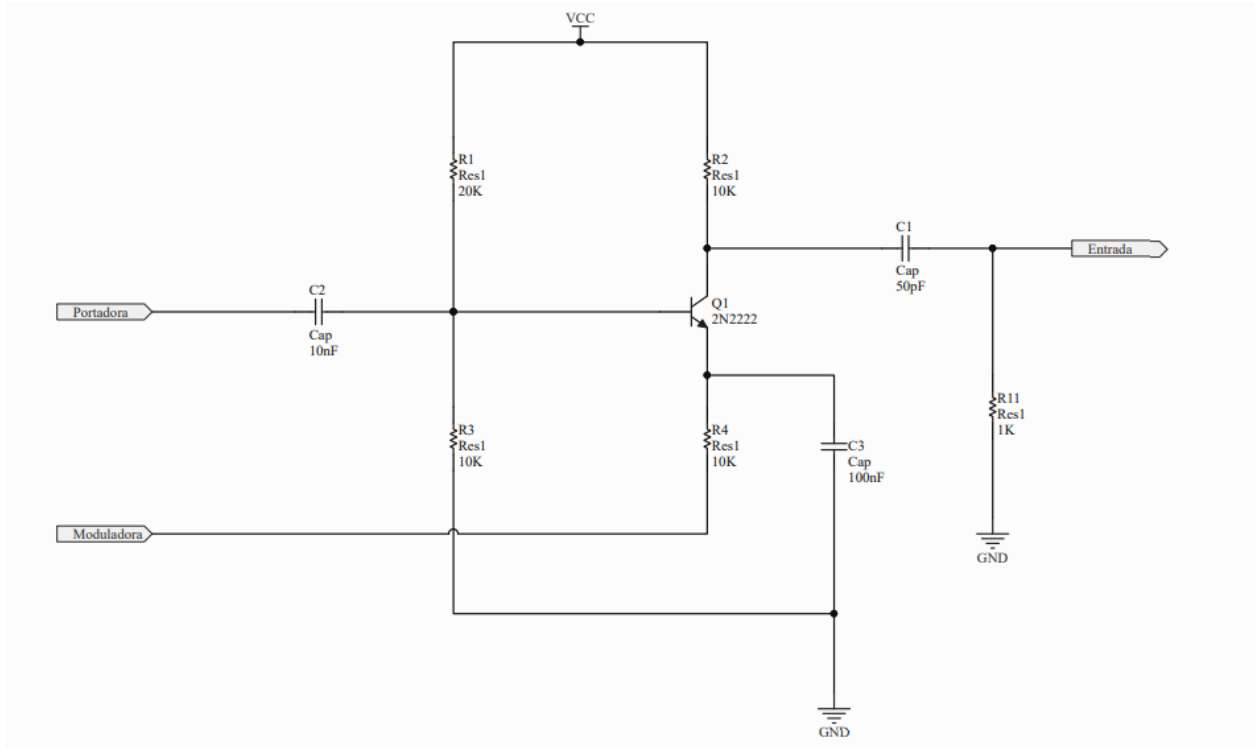 VCC
R1
Res1
20K
R2
Res1
10K
C1
Cap
50pF
Entrada
Portadora
C2
Cap
10nF
Q1
2N2222
R3
Res1
10K
R4
Res1
10K
C3
Cap
100nF
R11
Res1
1K
Moduladora
GND
GND